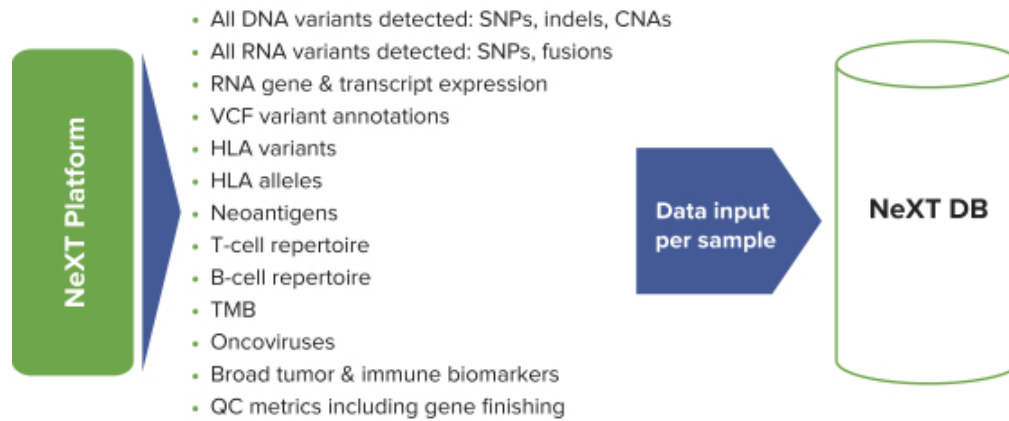 NeXT Platform
• All DNA variants detected: SNPs, indels, CNAs
• All RNA variants detected: SNPs, fusions
• RNA gene & transcript expression
• VCF variant annotations
• HLA variants
• HLA alleles
• Neoantigens
• T-cell repertoire
• B-cell repertoire
• TMB
• Oncoviruses
• Broad tumor & immune biomarkers
• QC metrics including gene finishing
Data input
per sample
NeXT DB